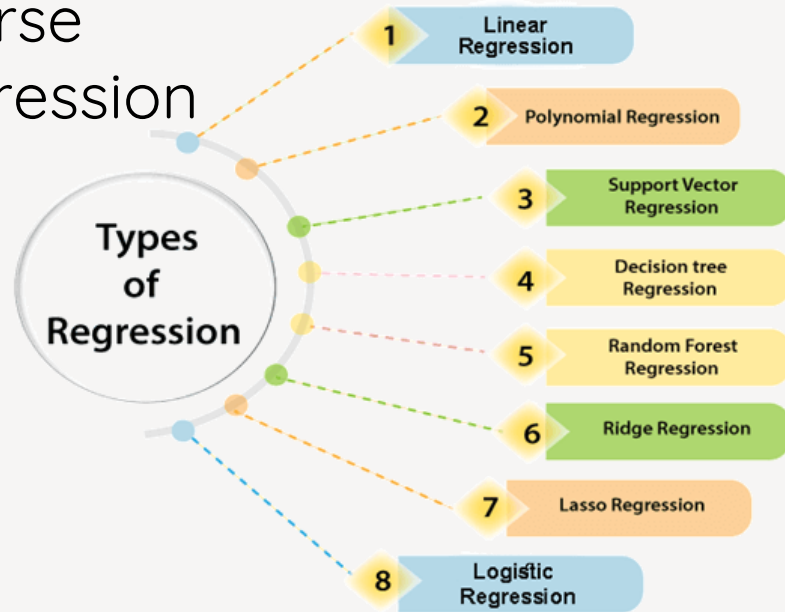 rse
ression
Types
of
Regression
1
Linear
Regression
2
Polynomial Regression
3
Support Vector
Regression
4
Decision tree
Regression
5
Random Forest
Regression
6
Ridge Regression
7
Lasso Regression
8
Logistic
Regression